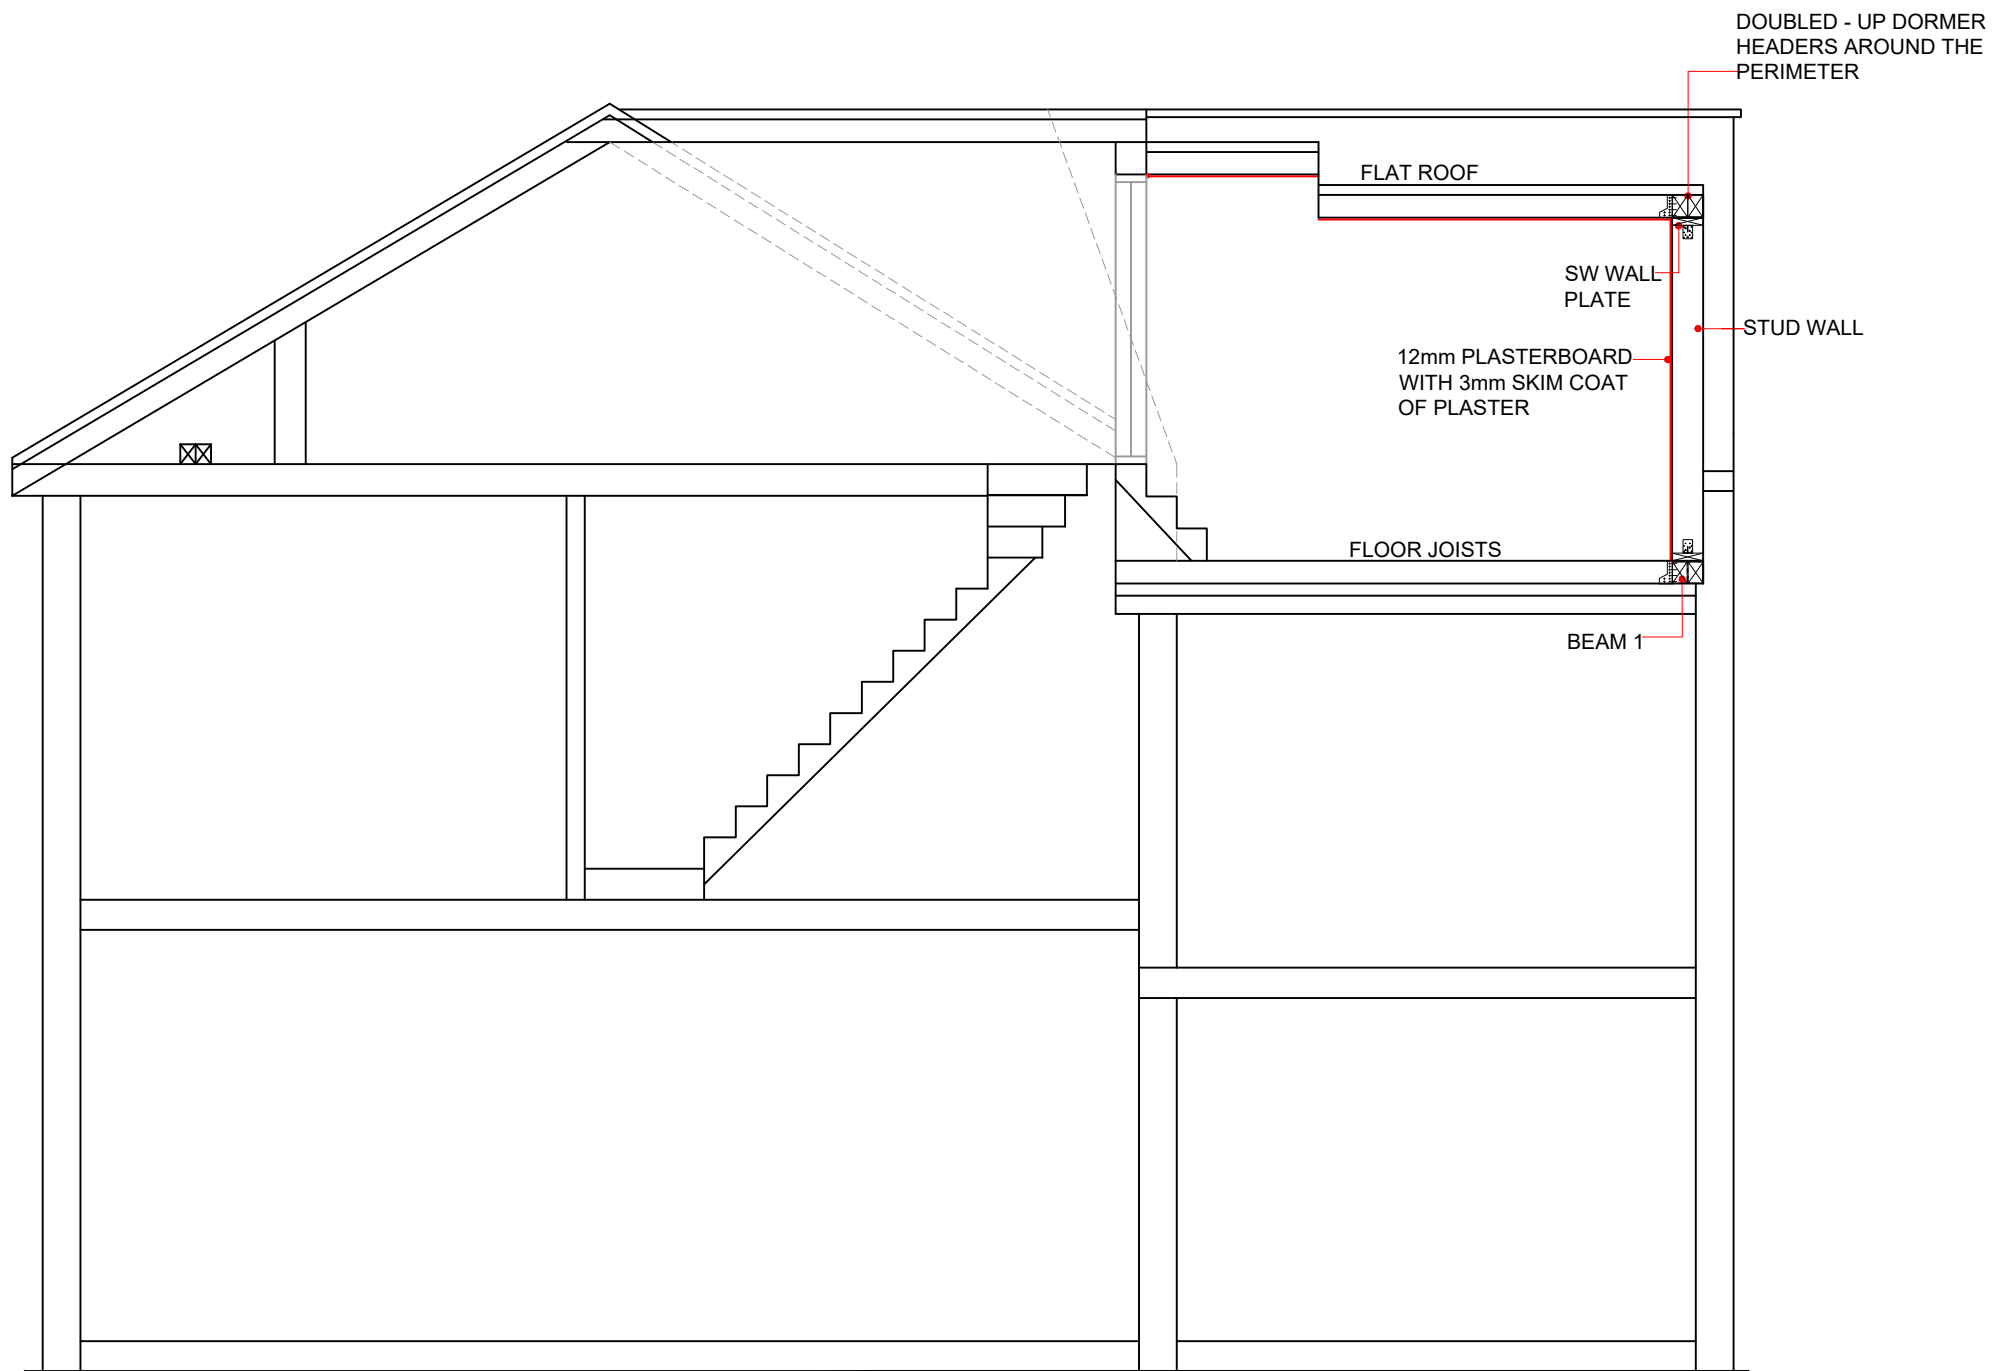 DOUBLED - UP DORMER
HEADERS AROUND THE
PERIMETER
FLAT ROOF
SW WALL
PLATE
STUD WALL
12mm PLASTERBOARD
WITH 3mm SKIM COAT
OF PLASTER
FLOOR JOISTS
BEAM 1